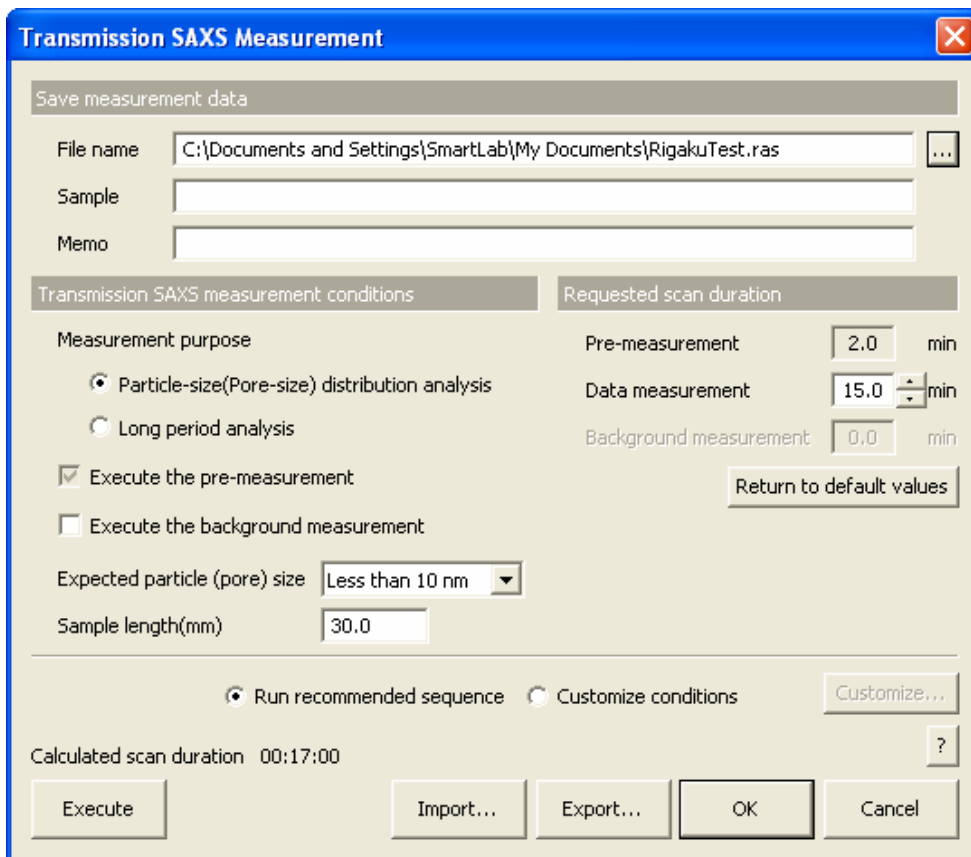 Transmission SAXS Measurement
Save measurement data
File name C:\Documents and Settings\SmartLab\My Documents\RigakuTest.ras ...
Sample
Memo
Transmission SAXS measurement conditions
Requested scan duration
Measurement purpose
Particle-size(Pore-size) distribution analysis
Long period analysis
Execute the pre-measurement
Execute the background measurement
Expected particle (pore) size Less than 10 nm
Sample length(mm) 30.0
Pre-measurement 2.0 min
Data measurement 15.0 min
Background measurement 0.0 min
Return to default values
Run recommended sequence Customize conditions Customize...
Calculated scan duration 00:17:00 ?
Execute Import... Export... OK Cancel